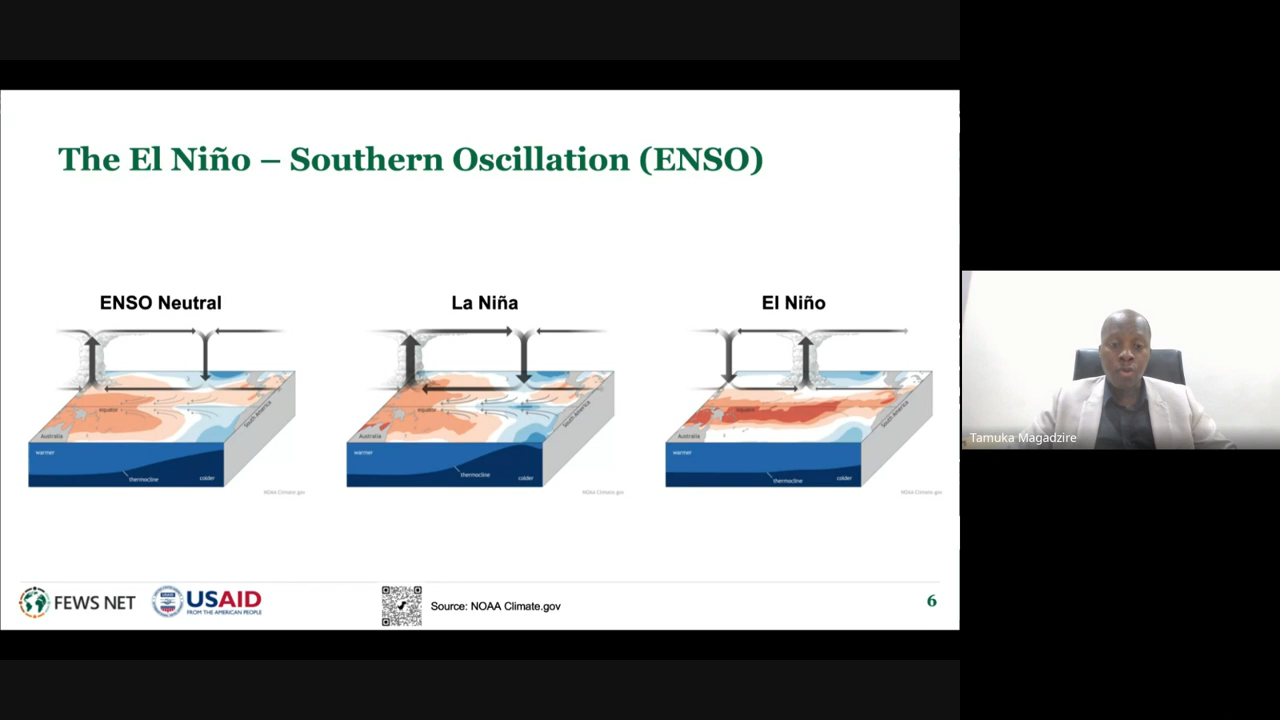 The El Niño – Southern Oscillation (ENSO)
ENSO Neutral
La Niña
El Niño
equator
South America
Australia
warmer
thermocline
colder
NOAA Climate.gov
equator
South America
Australia
warmer
thermocline
colder
NOAA Climate.gov
equator
South America
Australia
warmer
thermocline
colder
NOAA Climate.gov
Tamuka Magadzire
FEWS NET
USAID
FROM THE AMERICAN PEOPLE
Source: NOAA Climate.gov
6